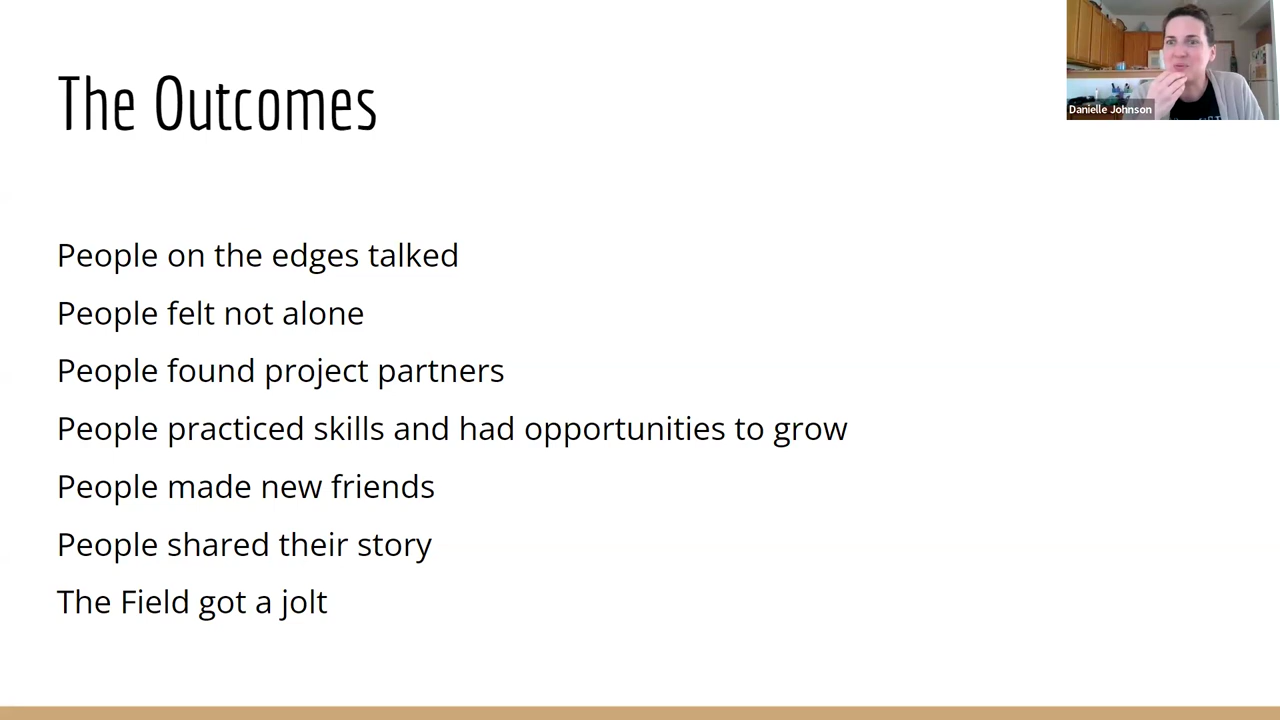 The Outcomes
Danielle Johnson
People on the edges talked
People felt not alone
People found project partners
People practiced skills and had opportunities to grow
People made new friends
People shared their story
The Field got a jolt